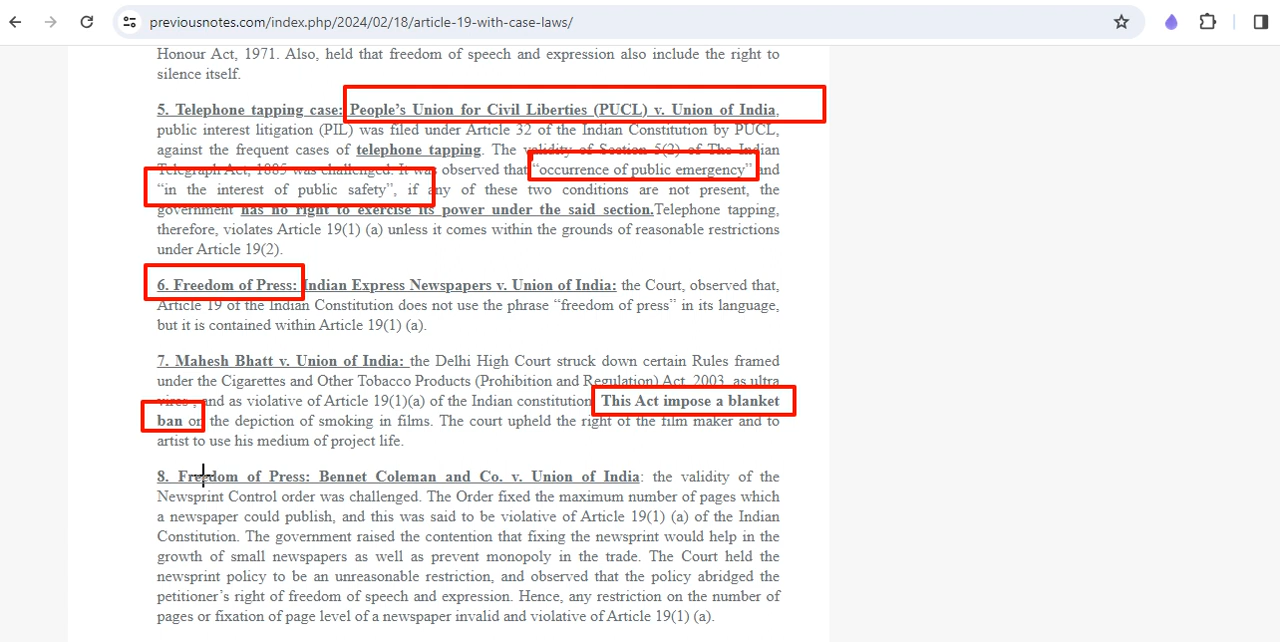 previousnotes.com/index.php/2024/02/18/article-19-with-case-laws/
Honour Act, 1971. Also, held that freedom of speech and expression also include the right to
silence itself.
5. Telephone tapping case: People’s Union for Civil Liberties (PUCL) v. Union of India,
public interest litigation (PIL) was filed under Article 32 of the Indian Constitution by PUCL,
against the frequent cases of telephone tapping. The validity of Section 5(2) of The Indian
Telegraph Act, 1885 was challenged. It was observed that “occurrence of public emergency” and
“in the interest of public safety”, if any of these two conditions are not present, the
government has no right to exercise its power under the said section.Telephone tapping,
therefore, violates Article 19(1) (a) unless it comes within the grounds of reasonable restrictions
under Article 19(2).
6. Freedom of Press: Indian Express Newspapers v. Union of India: the Court, observed that,
Article 19 of the Indian Constitution does not use the phrase “freedom of press” in its language,
but it is contained within Article 19(1) (a).
7. Mahesh Bhatt v. Union of India: the Delhi High Court struck down certain Rules framed
under the Cigarettes and Other Tobacco Products (Prohibition and Regulation) Act, 2003, as ultra
vires , and as violative of Article 19(1)(a) of the Indian constitution. This Act impose a blanket
ban on the depiction of smoking in films. The court upheld the right of the film maker and to
artist to use his medium of project life.
8. Freedom of Press: Bennet Coleman and Co. v. Union of India: the validity of the
Newsprint Control order was challenged. The Order fixed the maximum number of pages which
a newspaper could publish, and this was said to be violative of Article 19(1) (a) of the Indian
Constitution. The government raised the contention that fixing the newsprint would help in the
growth of small newspapers as well as prevent monopoly in the trade. The Court held the
newsprint policy to be an unreasonable restriction, and observed that the policy abridged the
petitioner’s right of freedom of speech and expression. Hence, any restriction on the number of
pages or fixation of page level of a newspaper invalid and violative of Article 19(1) (a).